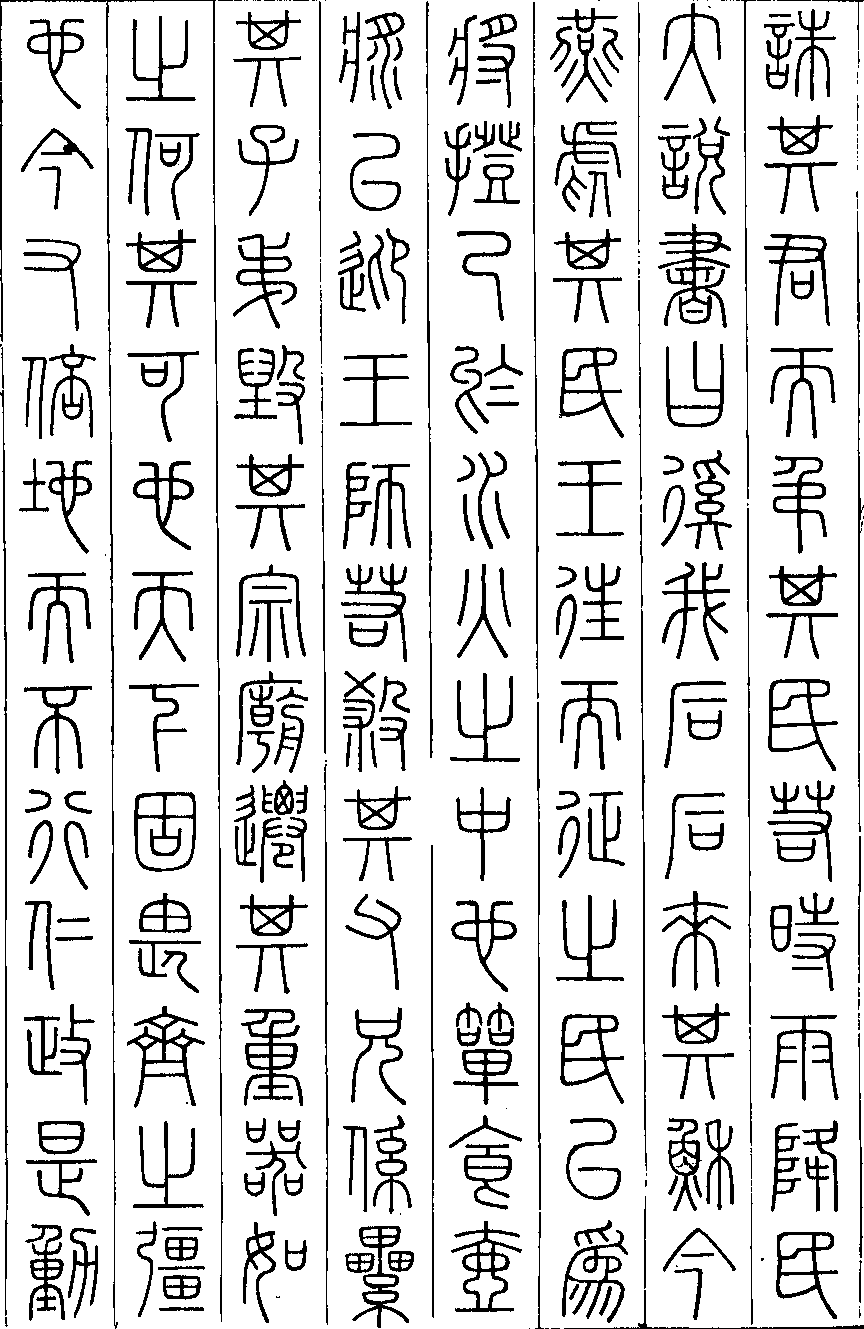 誅其君而弔其民若時雨降民
大說書曰徯我后后來其穌今
燕虐其民王往而征之民以為
將拯己於水火之中也簞食壺
漿以迎王師若殺其父兄係纍
其子弟毀其宗廟遷其重器如
之何其可也天下固畏齊之彊
也今又倍地而不行仁政是動